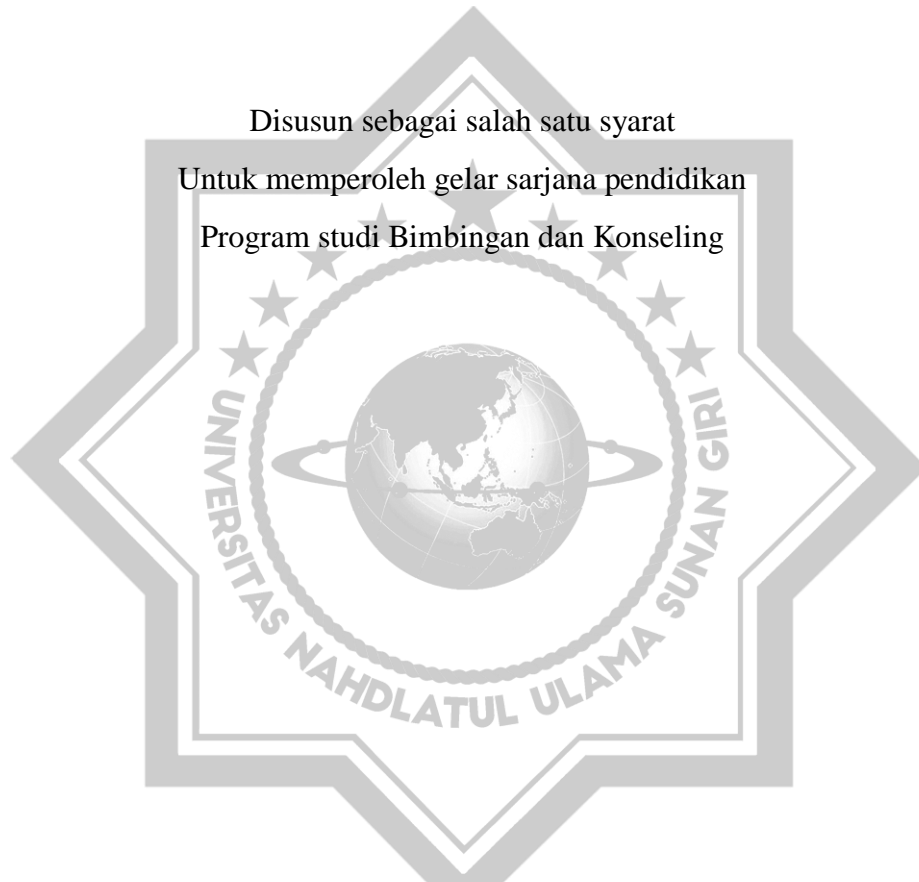 Disusun sebagai salah satu syarat
Untuk memperoleh gelar sarjana pendidikan
Program studi Bimbingan dan Konseling
UNIVERSITAS NAHDLATUL ULAMA SUNAN GIRI